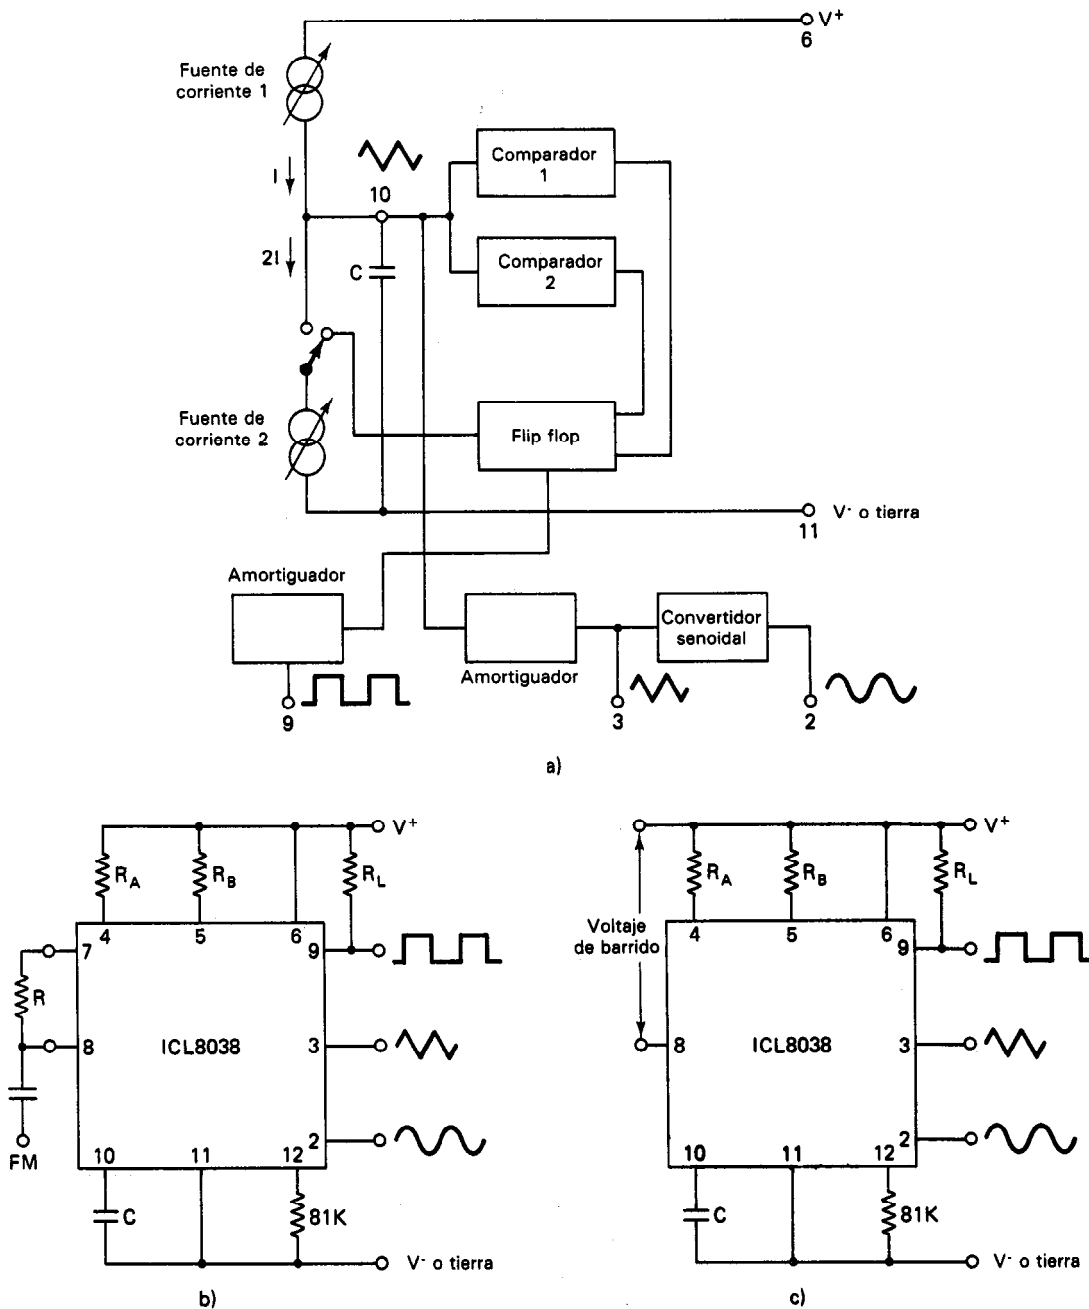 V+
6
Fuente de
corriente 1
I
10
Comparador
1
2I
C
Comparador
2
Fuente de
corriente 2
Flip flop
V- o tierra
11
Amortiguador
Convertidor
senoidal
Amortiguador
9
3
2
a)
V+
RA
RB
RL
4
5
6
7
9
R
8
ICL8038
3
2
FM
10
11
12
C
81K
V- o tierra
b)
V+
RA
RB
RL
Voltaje
de barrido
4
5
6
9
8
ICL8038
3
2
10
11
12
C
81K
V- o tierra
c)